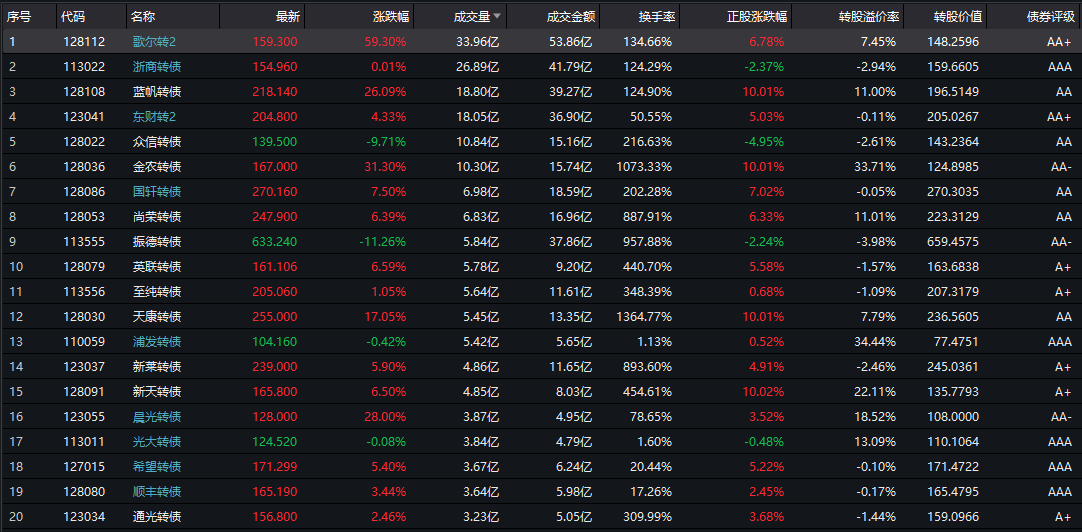 序号 代码 名称 最新 涨跌幅 成交量 成交金额 换手率 正股涨跌幅 转股溢价率 转股价值 债券评级
1 128112 歌尔转2 159.300 59.30% 33.96亿 53.86亿 134.66% 6.78% 7.45% 148.2596 AA+
2 113022 浙商转债 154.960 0.01% 26.89亿 41.79亿 124.29% -2.37% -2.94% 159.6605 AAA
3 128108 蓝帆转债 218.140 26.09% 18.80亿 39.27亿 124.90% 10.01% 11.00% 196.5149 AA
4 123041 东财转2 204.800 4.33% 18.05亿 36.90亿 50.55% 5.03% -0.11% 205.0267 AA+
5 128022 众信转债 139.500 -9.71% 10.84亿 15.16亿 216.63% -4.95% -2.61% 143.2364 AA
6 128036 金农转债 167.000 31.30% 10.30亿 15.74亿 1073.33% 10.01% 33.71% 124.8985 AA-
7 128086 国轩转债 270.160 7.50% 6.98亿 18.59亿 202.28% 7.02% -0.05% 270.3035 AA
8 128053 尚荣转债 247.900 6.39% 6.83亿 16.96亿 887.91% 6.33% 11.01% 223.3129 AA
9 113555 振德转债 633.240 -11.26% 5.84亿 37.86亿 957.88% -2.24% -3.98% 659.4575 AA-
10 128079 英联转债 161.106 6.59% 5.78亿 9.20亿 440.70% 5.58% -1.57% 163.6838 A+
11 113556 至纯转债 205.060 1.05% 5.64亿 11.61亿 348.39% 0.68% -1.09% 207.3179 A+
12 128030 天康转债 255.000 17.05% 5.45亿 13.35亿 1364.77% 10.01% 7.79% 236.5605 AA
13 110059 浦发转债 104.160 -0.42% 5.42亿 5.65亿 1.13% 0.52% 34.44% 77.4751 AAA
14 123037 新莱转债 239.000 5.90% 4.86亿 11.65亿 893.60% 4.91% -2.46% 245.0361 A+
15 128091 新天转债 165.800 6.50% 4.85亿 8.03亿 454.61% 10.02% 22.11% 135.7793 A+
16 123055 晨光转债 128.000 28.00% 3.87亿 4.95亿 78.65% 3.52% 18.52% 108.0000 AA-
17 113011 光大转债 124.520 -0.08% 3.84亿 4.79亿 1.60% -0.48% 13.09% 110.1064 AAA
18 127015 希望转债 171.299 5.40% 3.67亿 6.24亿 20.44% 5.22% -0.10% 171.4722 AAA
19 128080 顺丰转债 165.190 3.44% 3.64亿 5.98亿 17.26% 2.45% -0.17% 165.4795 AAA
20 123034 通光转债 156.800 2.46% 3.23亿 5.05亿 309.99% 3.68% -1.44% 159.0966 A+